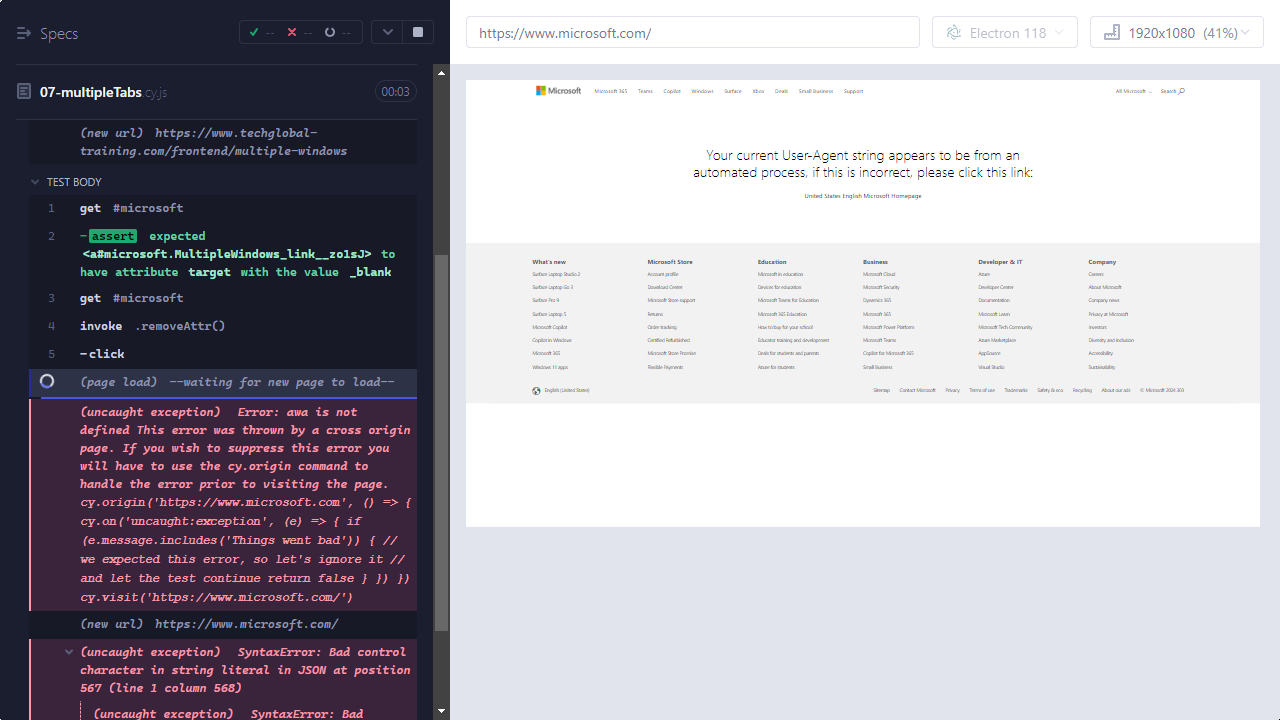 Specs
--
--
--
07-multipleTabs cy.js
00:03
(new url) https://www.techglobal-
training.com/frontend/multiple-windows
TEST BODY
1 get #microsoft
2 -assert expected
<a#microsoft.MultipleWindows_link__zo1sJ> to
have attribute target with the value _blank
3 get #microsoft
4 invoke .removeAttr()
5 -click
(page load) --waiting for new page to load--
(uncaught exception) Error: awa is not
defined This error was thrown by a cross origin
page. If you wish to suppress this error you
will have to use the cy.origin command to
handle the error prior to visiting the page.
cy.origin('https://www.microsoft.com', () => {
cy.on('uncaught:exception', (e) => { if
(e.message.includes('Things went bad')) { //
we expected this error, so let's ignore it //
and let the test continue return false } }) })
cy.visit('https://www.microsoft.com/')
(new url) https://www.microsoft.com/
(uncaught exception) SyntaxError: Bad control
character in string literal in JSON at position
567 (line 1 column 568)
(uncaught exception) SyntaxError: Bad
https://www.microsoft.com/
Electron 118
1920x1080 (41%)
Microsoft
Microsoft 365 Teams Copilot Windows Surface Xbox Deals Small Business Support
All Microsoft Search
Your current User-Agent string appears to be from an
automated process, if this is incorrect, please click this link:
United States English Microsoft Homepage
What's new
Surface Laptop Studio 2
Surface Laptop Go 3
Surface Pro 9
Surface Laptop 5
Microsoft Copilot
Copilot in Windows
Microsoft 365
Windows 11 apps
Microsoft Store
Account profile
Download Center
Microsoft Store support
Returns
Order tracking
Certified Refurbished
Microsoft Store Promise
Flexible Payments
Education
Microsoft in education
Devices for education
Microsoft Teams for Education
Microsoft 365 Education
How to buy for your school
Educator training and development
Deals for students and parents
Azure for students
Business
Microsoft Cloud
Microsoft Security
Dynamics 365
Microsoft 365
Microsoft Power Platform
Microsoft Teams
Copilot for Microsoft 365
Small Business
Developer & IT
Azure
Developer Center
Documentation
Microsoft Learn
Microsoft Tech Community
Azure Marketplace
AppSource
Visual Studio
Company
Careers
About Microsoft
Company news
Privacy at Microsoft
Investors
Diversity and inclusion
Accessibility
Sustainability
English (United States)
Sitemap Contact Microsoft Privacy Terms of use Trademarks Safety & eco Recycling About our ads © Microsoft 2024